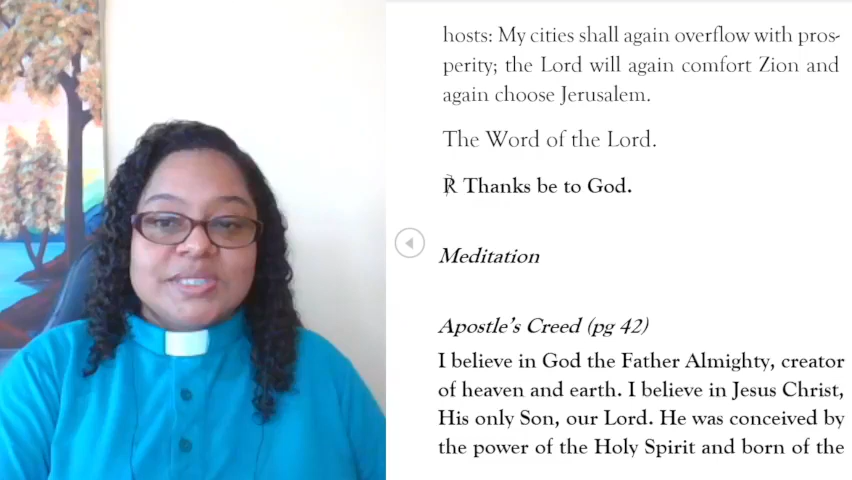 hosts: My cities shall again overflow with pros-
perity; the Lord will again comfort Zion and
again choose Jerusalem.
The Word of the Lord.
℟ Thanks be to God.
Meditation
Apostle's Creed (pg 42)
I believe in God the Father Almighty, creator
of heaven and earth. I believe in Jesus Christ,
His only Son, our Lord. He was conceived by
the power of the Holy Spirit and born of the